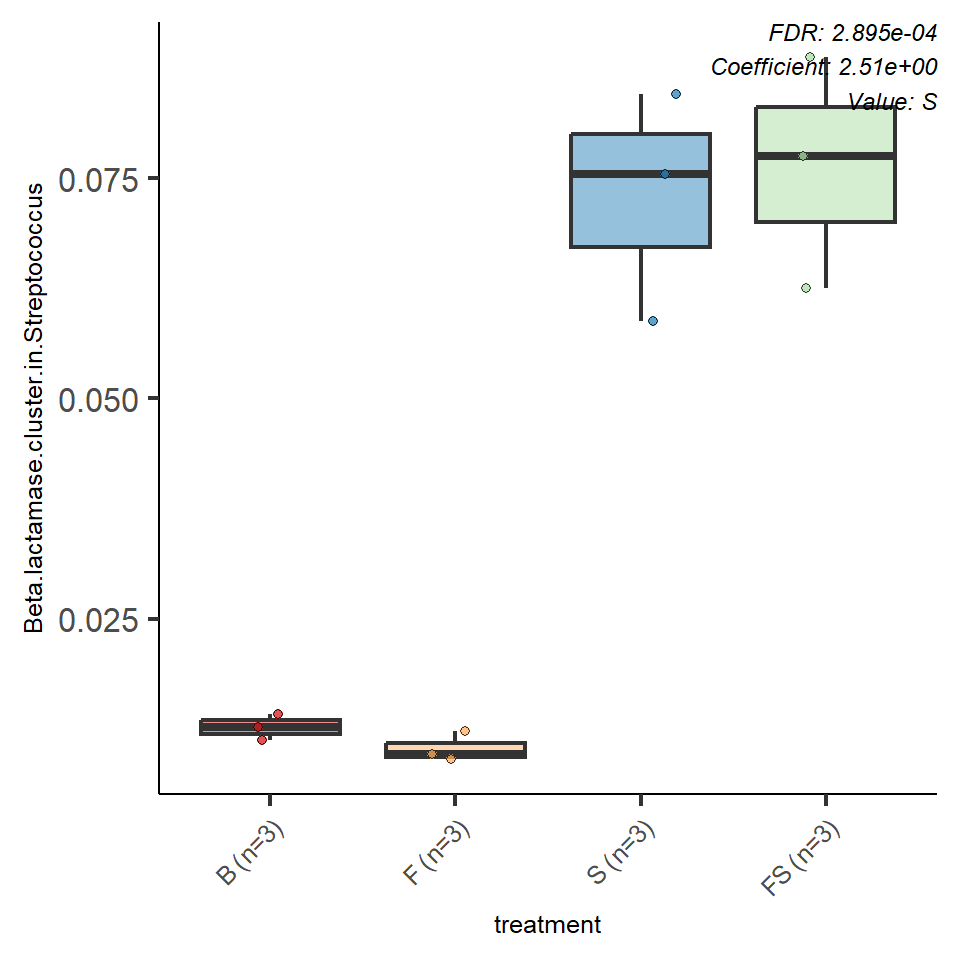 FDR: 2.895e-04
Coefficient: 2.51e+00
Value: S
Beta.lactamase.cluster.in.Streptococcus
0.075
0.050
0.025
B (n=3)
F (n=3)
S (n=3)
FS (n=3)
treatment